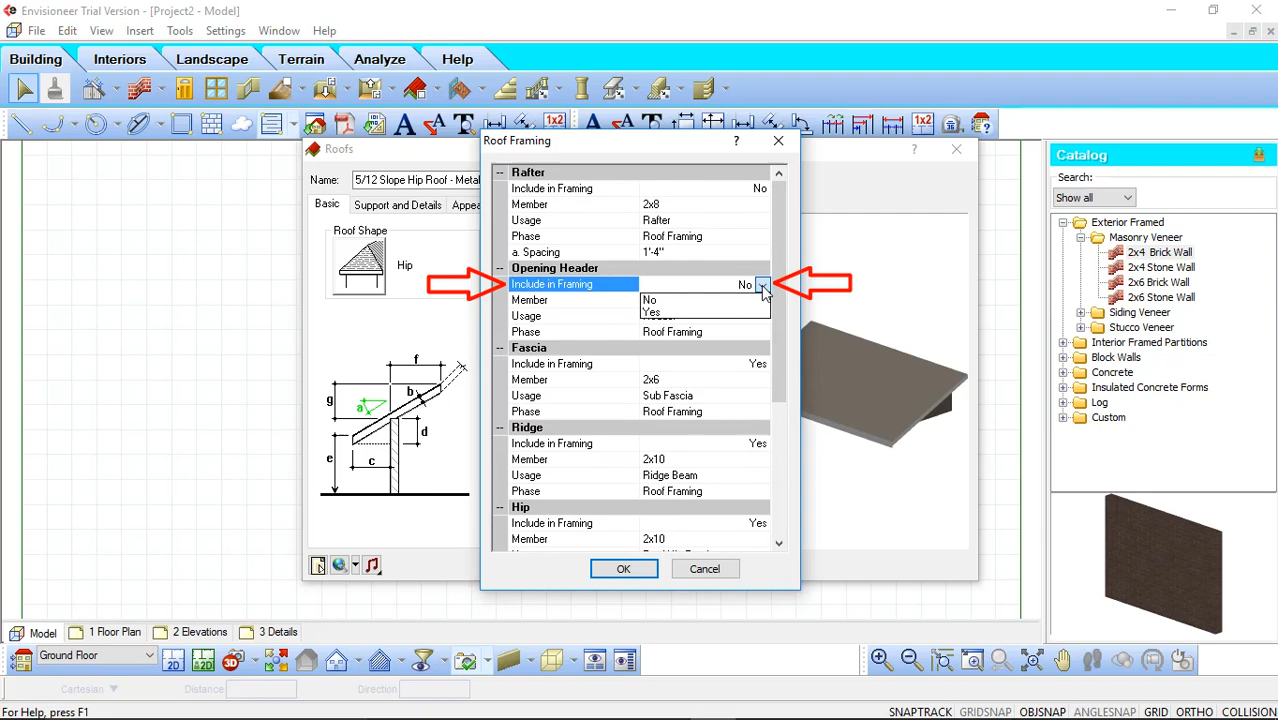 Envisioneer Trial Version - [Project2 - Model]
File Edit View Insert Tools Settings Window Help
Building Interiors Landscape Terrain Analyze Help
1x2 1x2
Roofs
Name: 5/12 Slope Hip Roof - Metal
Basic Support and Details Appea
Roof Shape
Hip
f
g
b
a
d
e
c
Roof Framing
Rafter
Include in Framing No
Member 2x8
Usage Rafter
Phase Roof Framing
a. Spacing 1'-4"
Opening Header
Include in Framing No
Member No
Usage Yes
Phase Roof Framing
Fascia
Include in Framing Yes
Member 2x6
Usage Sub Fascia
Phase Roof Framing
Ridge
Include in Framing Yes
Member 2x10
Usage Ridge Beam
Phase Roof Framing
Hip
Include in Framing Yes
Member 2x10
OK Cancel
Catalog
Search:
Show all
Exterior Framed
Masonry Veneer
2x4 Brick Wall
2x4 Stone Wall
2x6 Brick Wall
2x6 Stone Wall
Siding Veneer
Stucco Veneer
Interior Framed Partitions
Block Walls
Concrete
Insulated Concrete Forms
Log
Custom
Model 1 Floor Plan 2 Elevations 3 Details
Ground Floor 2D 2D 3D
Cartesian Distance: Direction:
For Help, press F1
SNAPTRACK GRIDSNAP OBJSNAP ANGLESNAP GRID ORTHO COLLISION